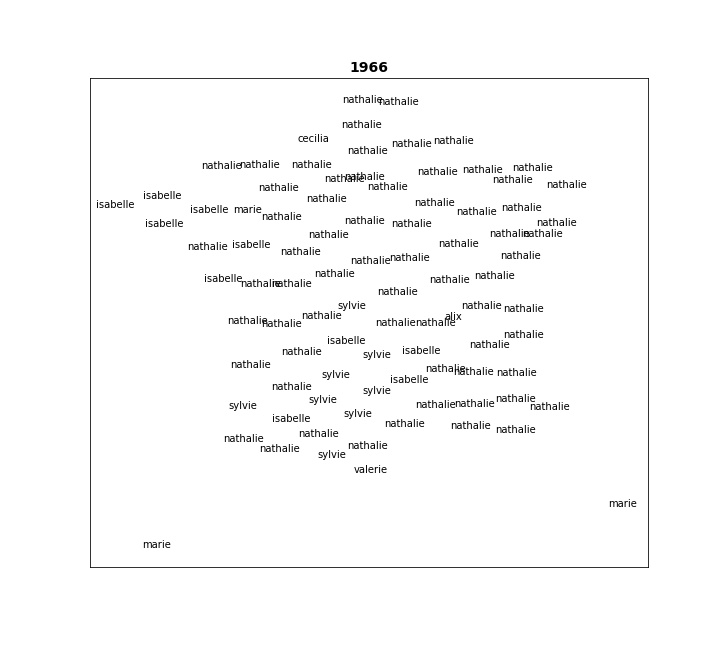 1966
nathalie nathalie
nathalie
cecilia nathalie nathalie
nathalie
nathalie nathalie nathalie nathalie nathalie nathalie
nathalie nathalie nathalie
nathalie nathalie nathalie
isabelle isabelle nathalie nathalie
isabelle marie nathalie nathalie nathalie
isabelle nathalie nathalie nathalie
nathalie nathalie nathalie
nathalie isabelle nathalie nathalie
nathalie nathalie nathalie nathalie
isabelle nathalie nathalie nathalie
nathalie nathalie nathalie
sylvie nathalie nathalie
nathalie nathalie nathalie alix
nathalie nathalie nathalie
isabelle nathalie nathalie
nathalie sylvie isabelle
nathalie sylvie nathalie nathalie nathalie
nathalie sylvie isabelle
sylvie sylvie nathalie nathalie nathalie nathalie
isabelle sylvie nathalie nathalie nathalie
nathalie nathalie
nathalie sylvie nathalie
valerie
marie
marie